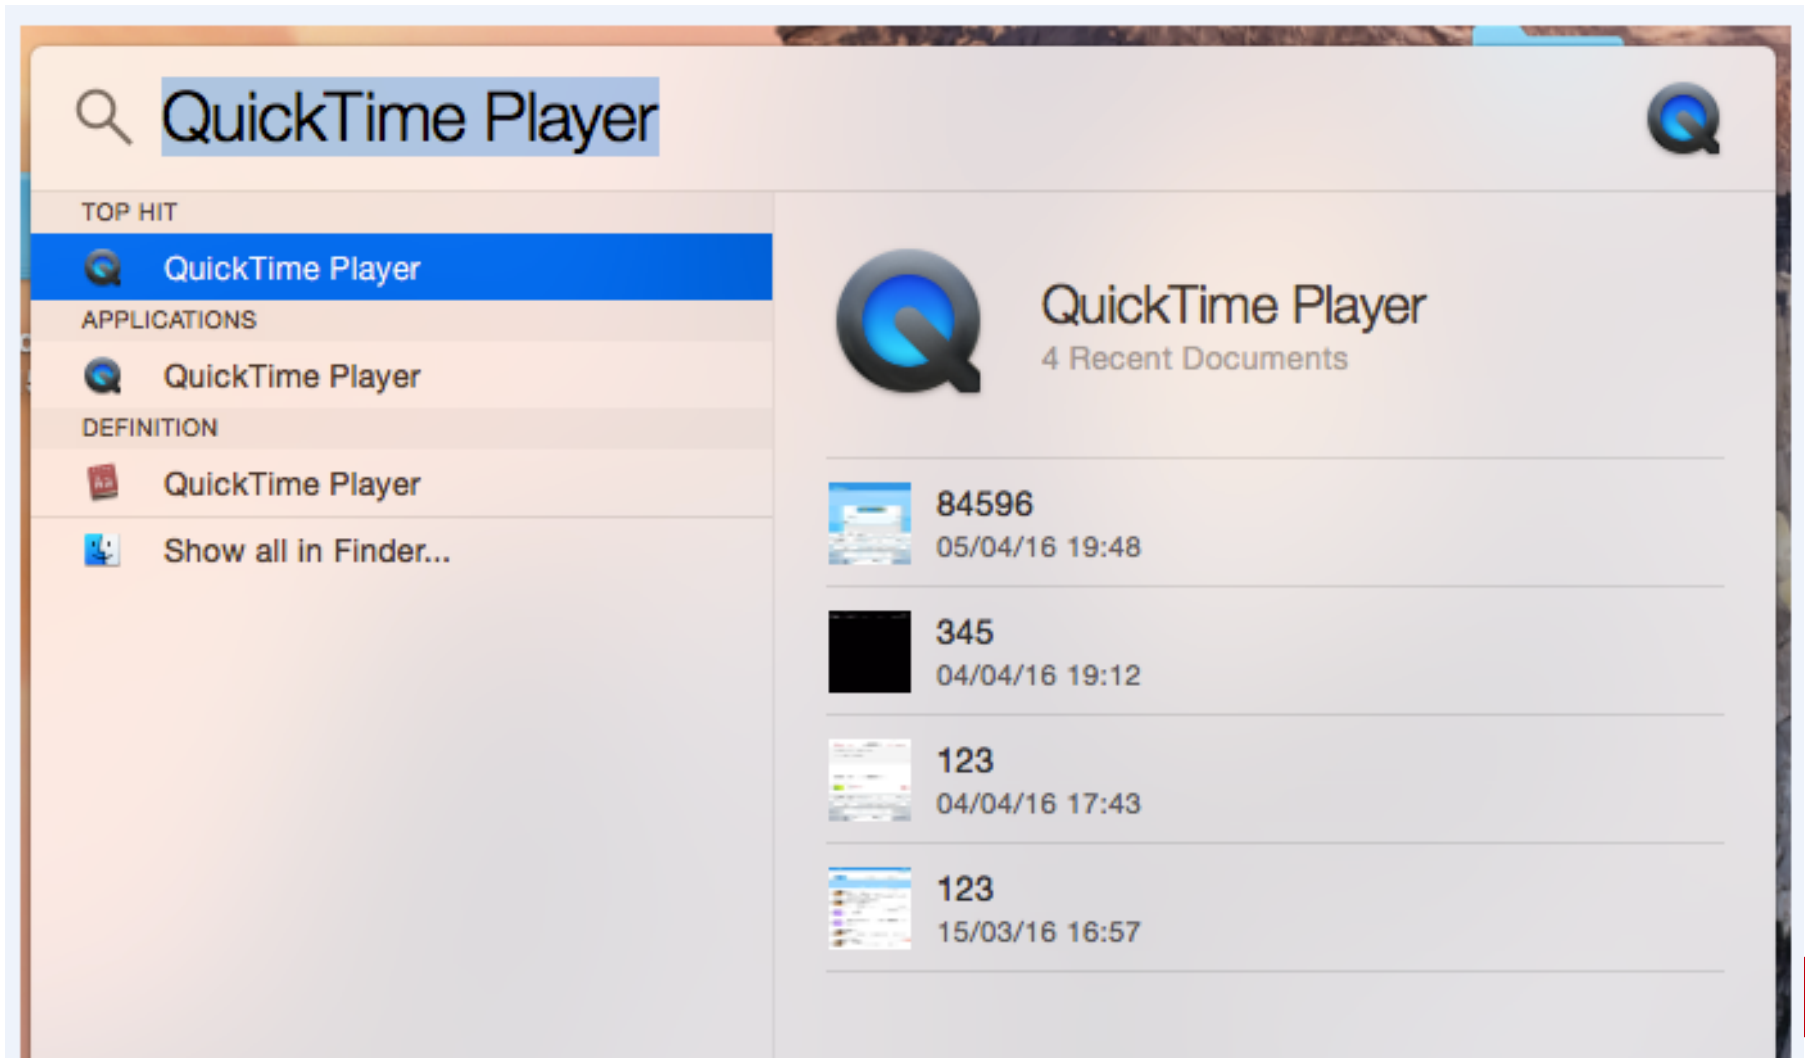 QuickTime Player
TOP HIT
QuickTime Player
APPLICATIONS
QuickTime Player
DEFINITION
QuickTime Player
Show all in Finder...
QuickTime Player
4 Recent Documents
84596
05/04/16 19:48
345
04/04/16 19:12
123
04/04/16 17:43
123
15/03/16 16:57